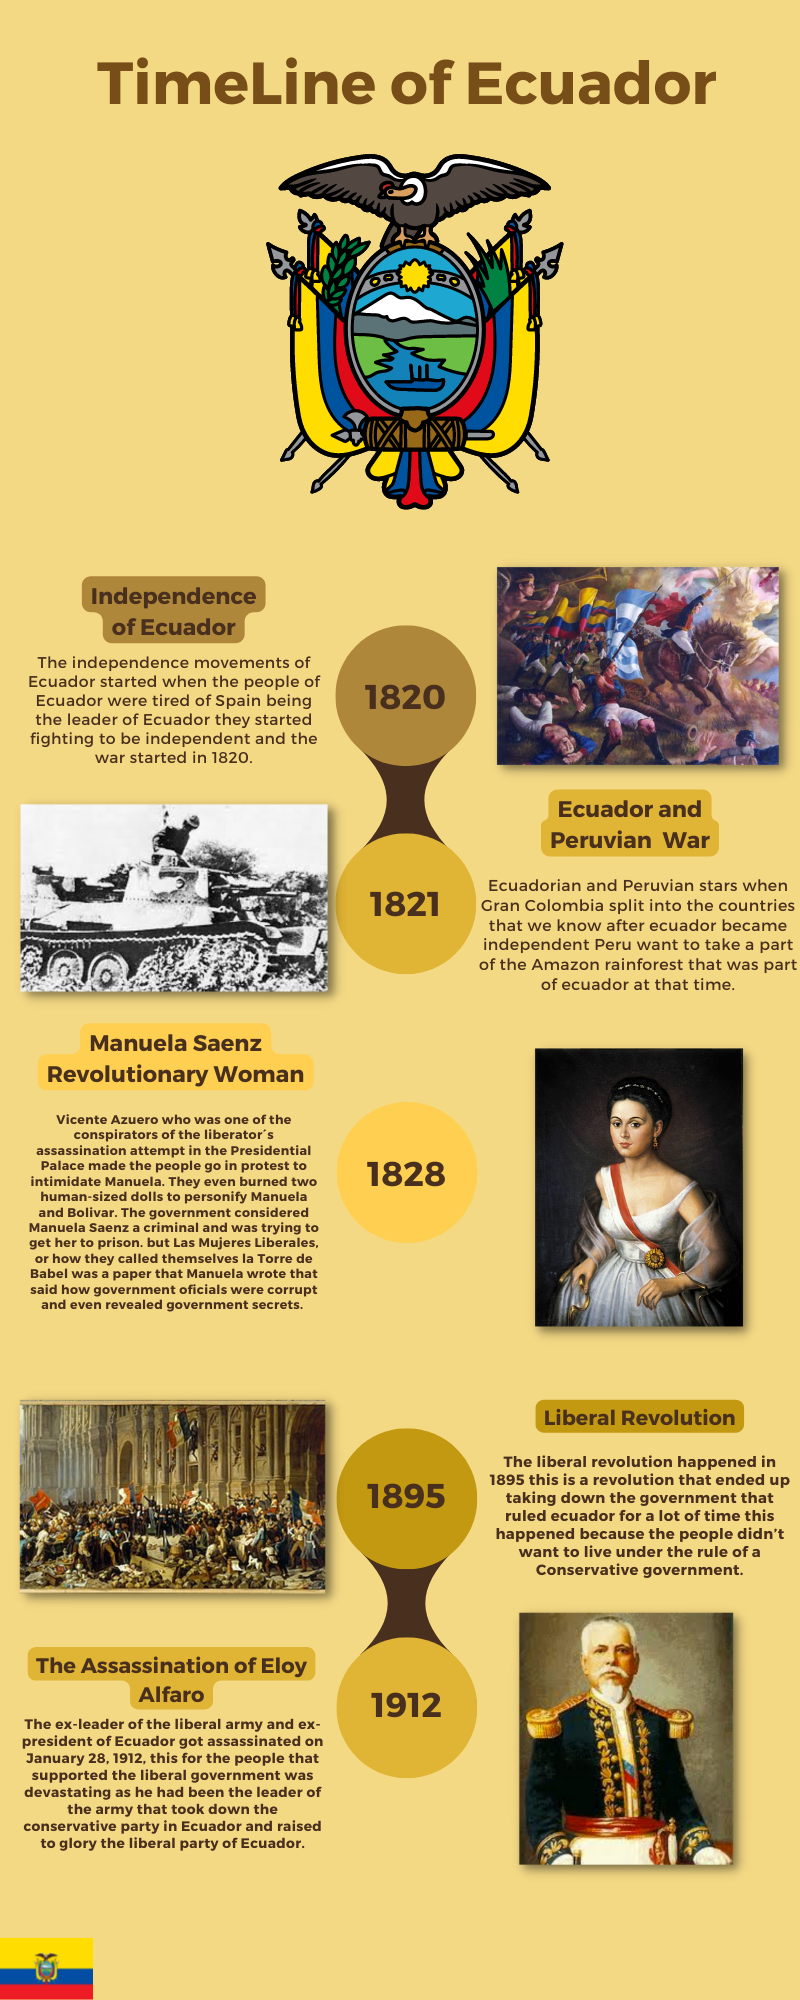 TimeLine of Ecuador
Independence
of Ecuador
The independence movements of
Ecuador started when the people of
Ecuador were tired of Spain being
the leader of Ecuador they started
fighting to be independent and the
war started in 1820.
1820
1821
Ecuador and
Peruvian War
Ecuadorian and Peruvian stars when
Gran Colombia split into the countries
that we know after ecuador became
independent Peru want to take a part
of the Amazon rainforest that was part
of ecuador at that time.
Manuela Saenz
Revolutionary Woman
Vicente Azuero who was one of the
conspirators of the liberator´s
assassination attempt in the Presidential
Palace made the people go in protest to
intimidate Manuela. They even burned two
human-sized dolls to personify Manuela
and Bolivar. The government considered
Manuela Saenz a criminal and was trying to
get her to prison. but Las Mujeres Liberales,
or how they called themselves la Torre de
Babel was a paper that Manuela wrote that
said how government oficials were corrupt
and even revealed government secrets.
1828
1895
Liberal Revolution
The liberal revolution happened in
1895 this is a revolution that ended up
taking down the government that
ruled ecuador for a lot of time this
happened because the people didn't
want to live under the rule of a
Conservative government.
The Assassination of Eloy
Alfaro
The ex-leader of the liberal army and ex-
president of Ecuador got assassinated on
January 28, 1912, this for the people that
supported the liberal government was
devastating as he had been the leader of
the army that took down the
conservative party in Ecuador and raised
to glory the liberal party of Ecuador.
1912